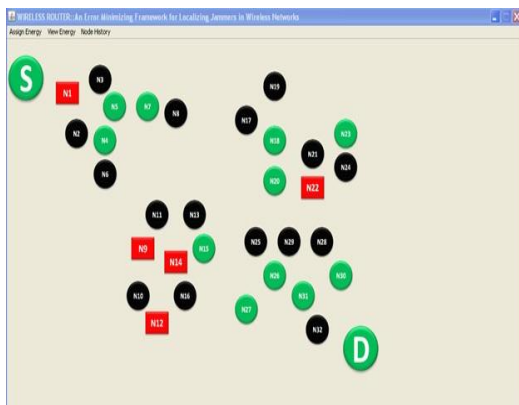 WIRELESS ROUTER::An Error Minimizing Framework for Localizing Jammers in Wireless Networks
Assign Energy View Energy Node History
S
N1
N3
N5
N7
N8
N2
N4
N6
N19
N17
N18
N23
N21
N24
N20
N22
N11
N13
N9
N14
N15
N10
N16
N12
N25
N29
N28
N26
N30
N31
N27
N32
D